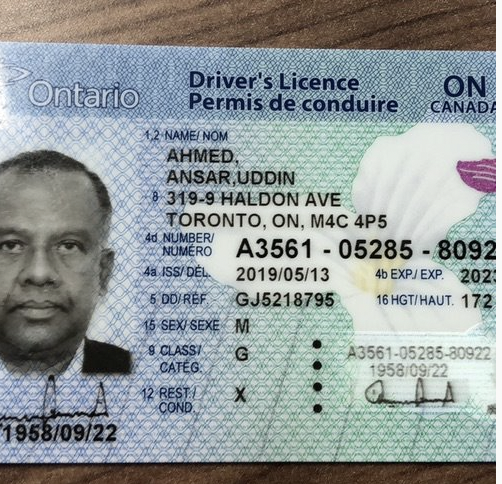 Ontario
Driver's Licence
Permis de conduire
ON
CANADA
1,2 NAME/ NOM
AHMED,
ANSAR,UDDIN
8 319-9 HALDON AVE
TORONTO, ON, M4C 4P5
4d NUMBER/ NUMÉRO A3561 - 05285 - 8092
4a ISS/ DÉL. 2019/05/13 4b EXP./ EXP. 2023
5 DD/RÉF. GJ5218795 16 HGT/HAUT. 172
15 SEX/ SEXE M
9 CLASS/ CATÉG. G
A3561-05285-80922
1958/09/22
12 REST./ COND. X
1958/09/22